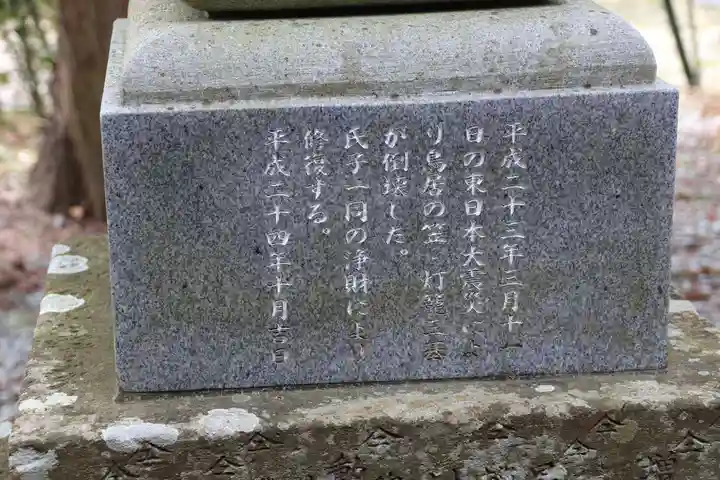 平成二十三年三月十一
日の東日本大震災によ
り鳥居の笠・灯籠三基
が倒壊した。
氏子一同の浄財により
修復する。
平成二十四年十月吉日